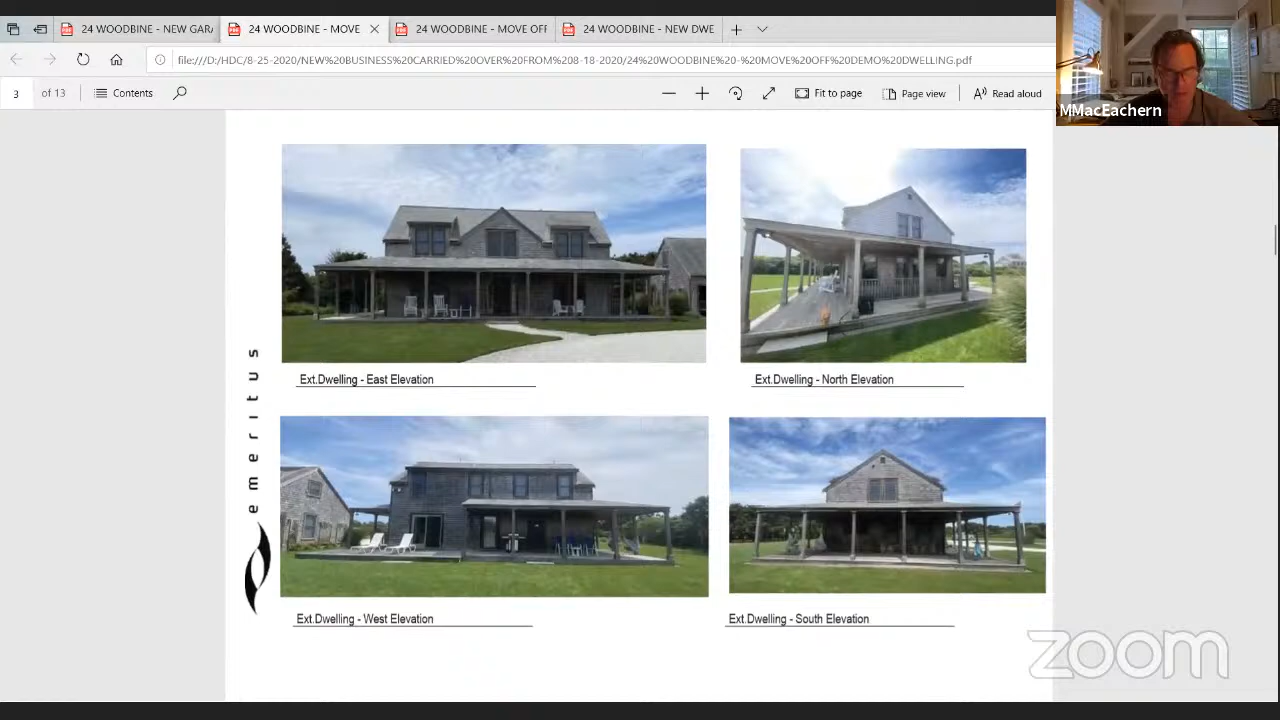 24 WOODBINE - NEW GARA
24 WOODBINE - MOVE
24 WOODBINE - MOVE OFF
24 WOODBINE - NEW DWE
file:///D:/HDC/8-25-2020/NEW%20BUSINESS%20CARRIED%20OVER%20FROM%208-18-2020/24%20WOODBINE%20-%20MOVE%20OFF%20DEMO%20DWELLING.pdf
3 of 13
Contents
Fit to page
Page view
Read aloud
MMacEachern
Ext.Dwelling - East Elevation
Ext.Dwelling - North Elevation
emeritus
Ext.Dwelling - West Elevation
Ext.Dwelling - South Elevation
zoom